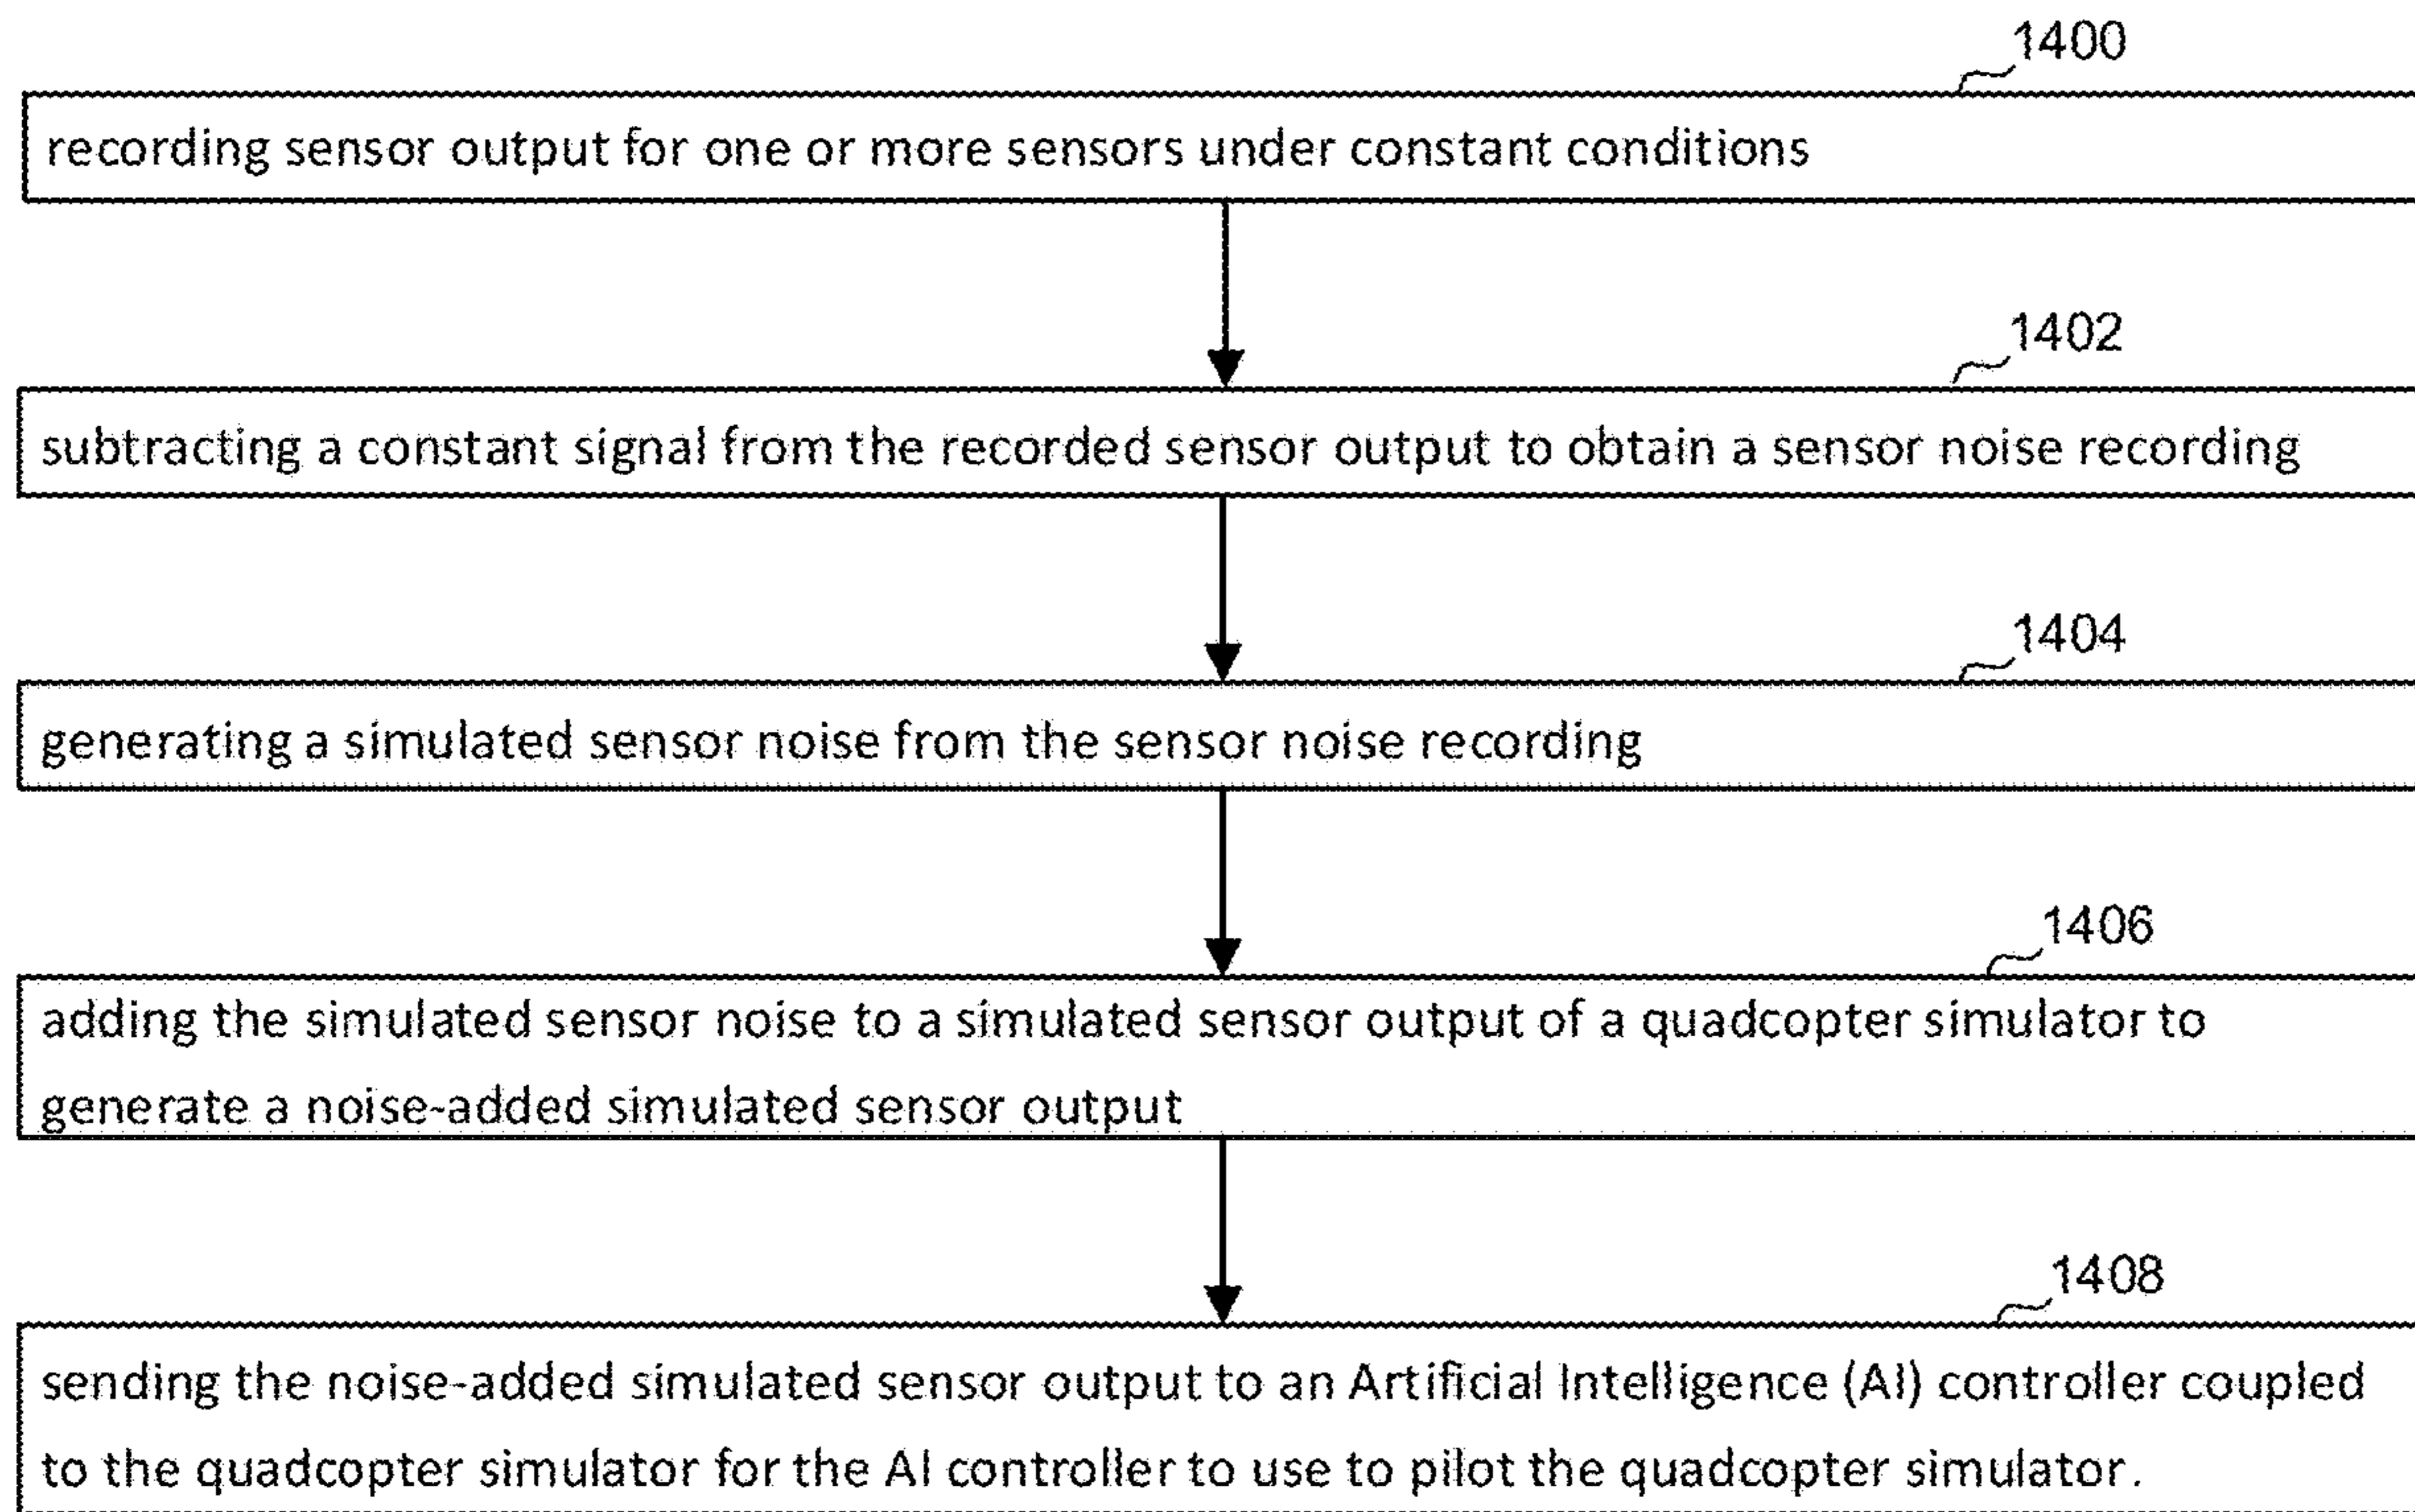 1400
recording sensor output for one or more sensors under constant conditions
1402
subtracting a constant signal from the recorded sensor output to obtain a sensor noise recording
1404
generating a simulated sensor noise from the sensor noise recording
1406
adding the simulated sensor noise to a simulated sensor output of a quadcopter simulator to
generate a noise-added simulated sensor output
1408
sending the noise-added simulated sensor output to an Artificial Intelligence (AI) controller coupled
to the quadcopter simulator for the AI controller to use to pilot the quadcopter simulator.